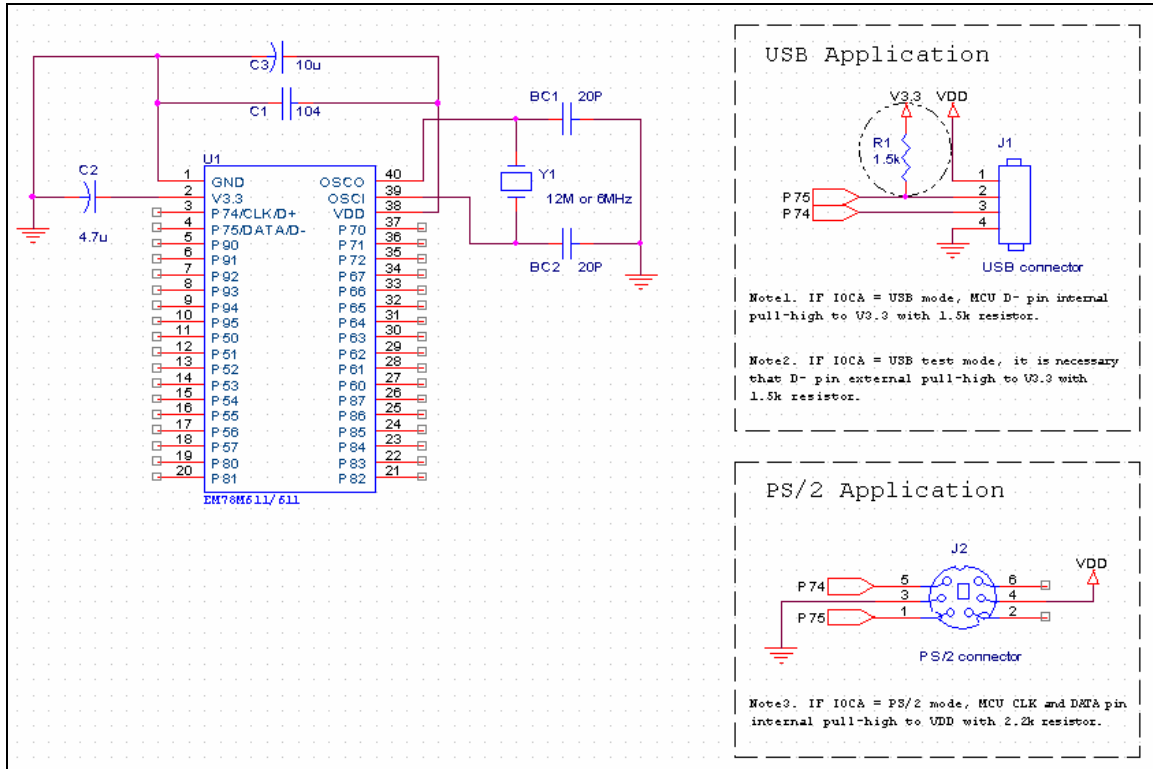 C3 10u
C1 104
C2
4.7u
U1
1 GND
2 V3.3
3 P74/CLK/D+
4 P75/DATA/D-
5 P90
6 P91
7 P92
8 P93
9 P94
10 P95
11 P50
12 P51
13 P52
14 P53
15 P54
16 P55
17 P56
18 P57
19 P80
20 P81
OSCO 40
OSCI 39
VDD 38
P70 37
P71 36
P72 35
P67 34
P66 33
P65 32
P64 31
P63 30
P62 29
P61 28
P60 27
P87 26
P86 25
P85 24
P84 23
P83 22
P82 21
EM78M611/511
BC1 20P
Y1
12M or 6MHz
BC2 20P
USB Application
V3.3 VDD
R1
1.5k
J1
P75
P74
1
2
3
4
USB connector
Note1. IF IOCA = USB mode, MCU D- pin internal
pull-high to V3.3 with 1.5k resistor.
Note2. IF IOCA = USB test mode, it is necessary
that D- pin external pull-high to V3.3 with
1.5k resistor.
PS/2 Application
J2
VDD
P74 5 6
3 4
P75 1 2
PS/2 connector
Note3. IF IOCA = PS/2 mode, MCU CLK and DATA pin
internal pull-high to VDD with 2.2k resistor.